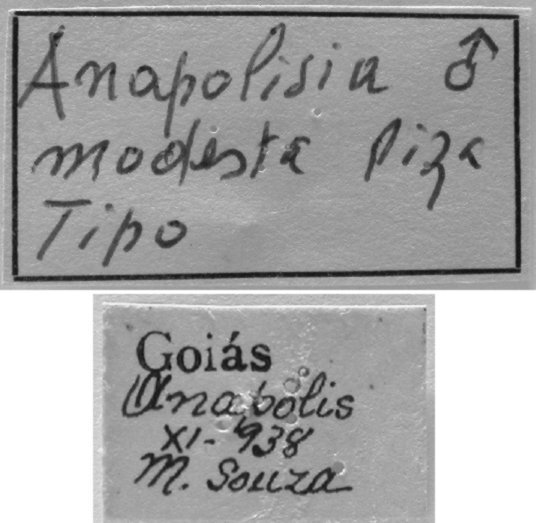 Anapolisia ♂
modesta Piza
Tipo
Goiás
Anapolis
XI-938
M. Souza